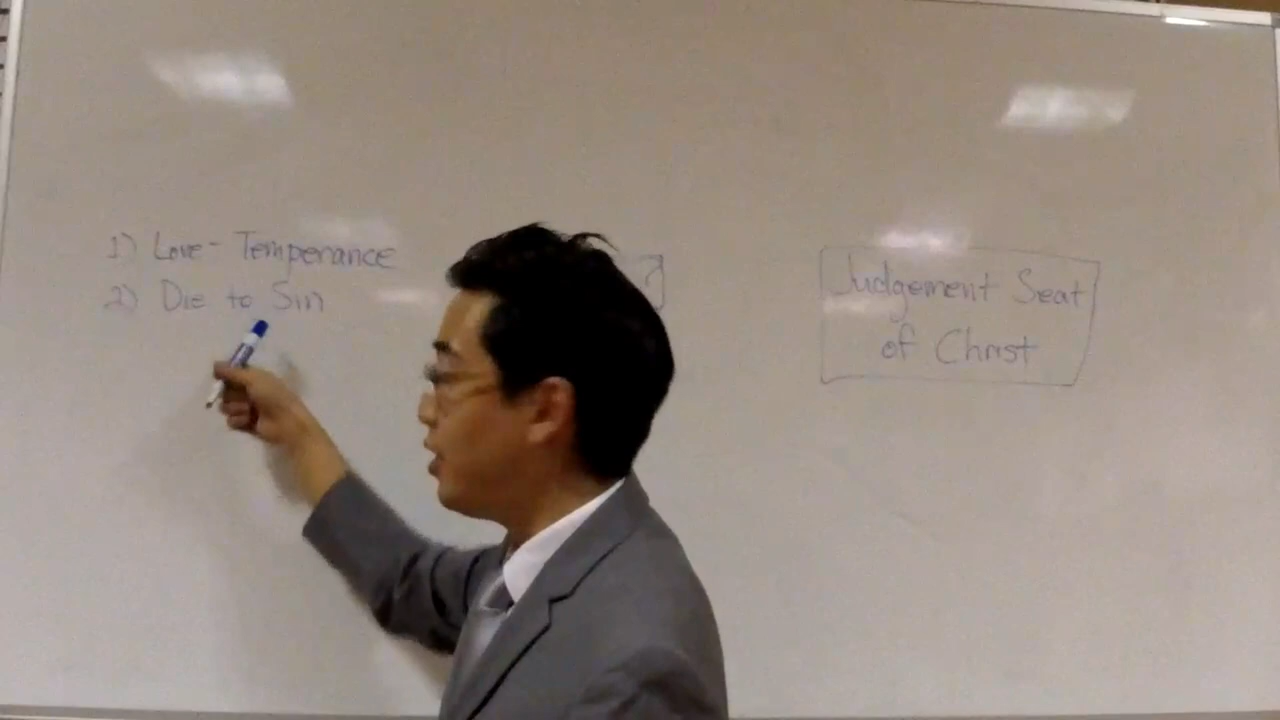 1) Love - Temperance
2) Die to Sin
Judgement Seat
of Christ